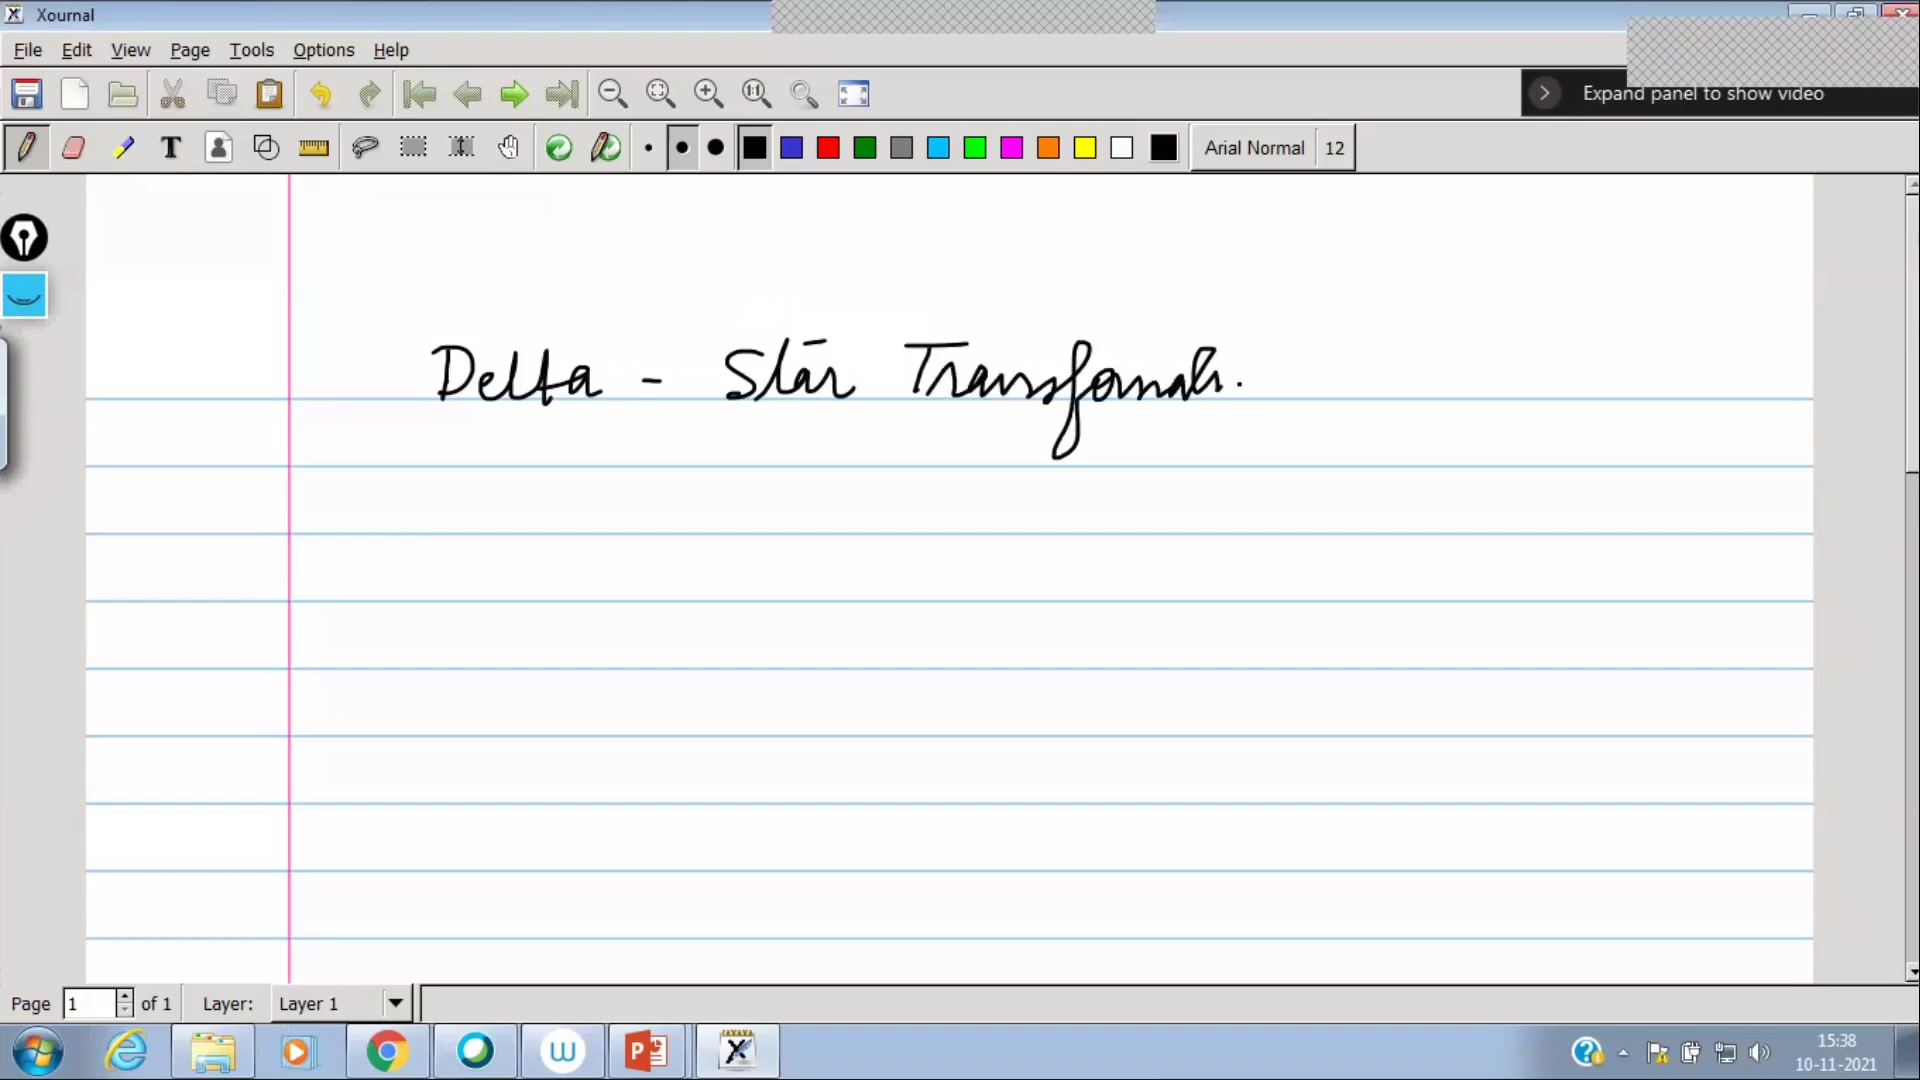 Xournal
File Edit View Page Tools Options Help
Expand panel to show video
T Arial Normal 12
Delta - Star Transformatn.
Page 1 of 1 Layer: Layer 1
15:38
10-11-2021